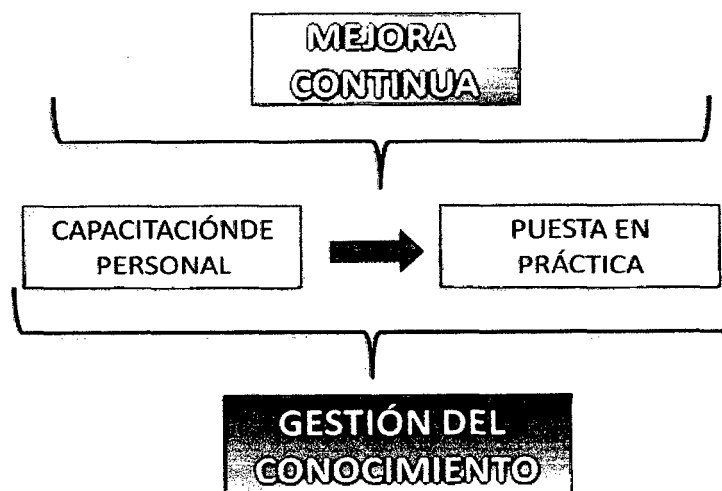 MEJORA
CONTINUA
CAPACITACIÓNDE
PERSONAL
PUESTA EN
PRÁCTICA
GESTIÓN DEL
CONOCIMIENTO